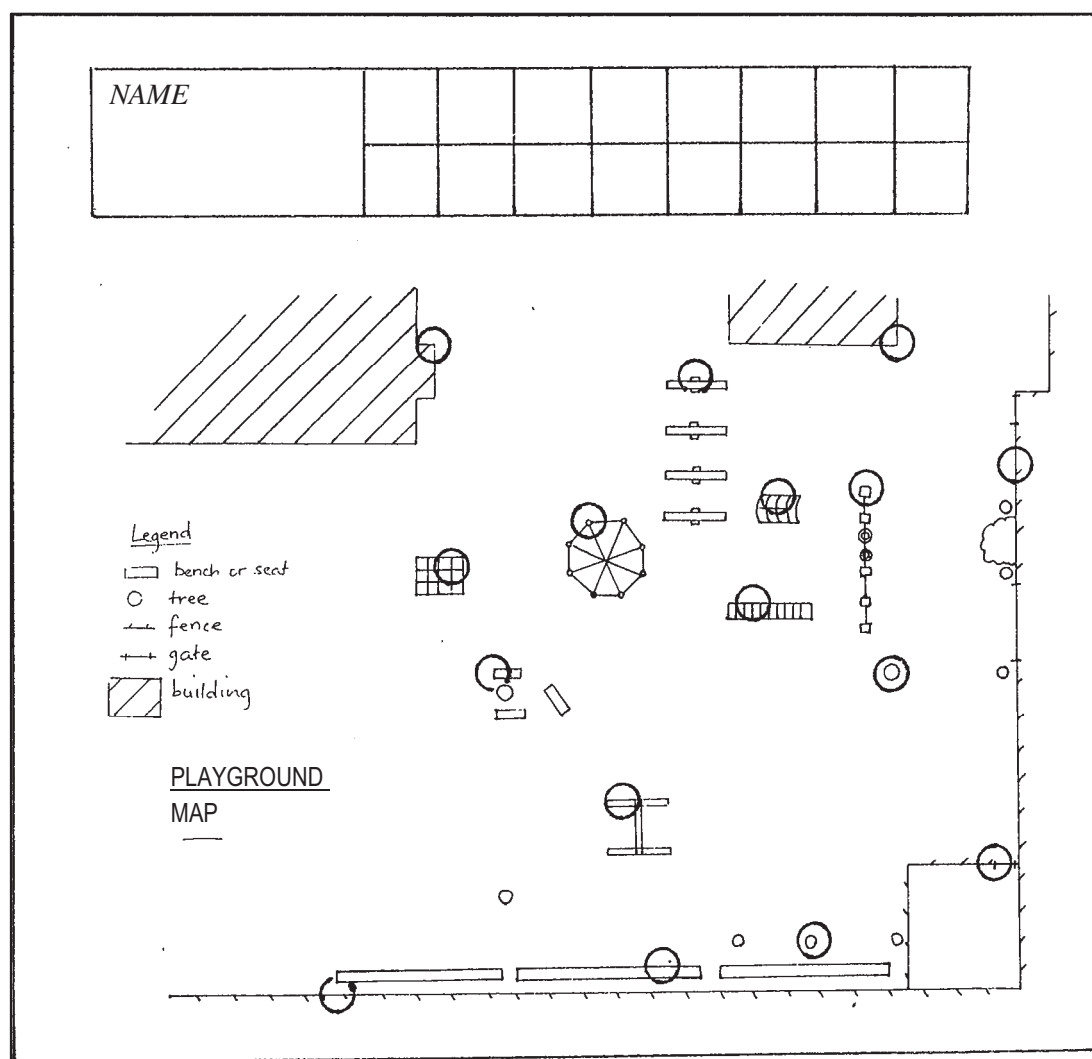 NAME
Legend
bench or seat
tree
fence
gate
building
PLAYGROUND
MAP